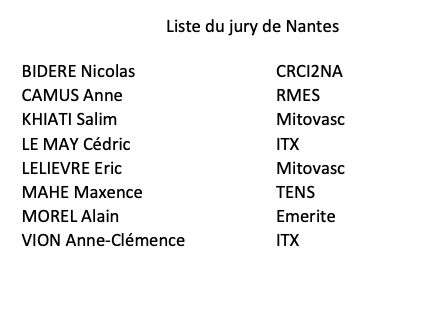 Liste du jury de Nantes
BIDERE Nicolas CRCI2NA
CAMUS Anne RMES
KHIATI Salim Mitovasc
LE MAY Cédric ITX
LELIEVRE Eric Mitovasc
MAHE Maxence TENS
MOREL Alain Emerite
VION Anne-Clémence ITX